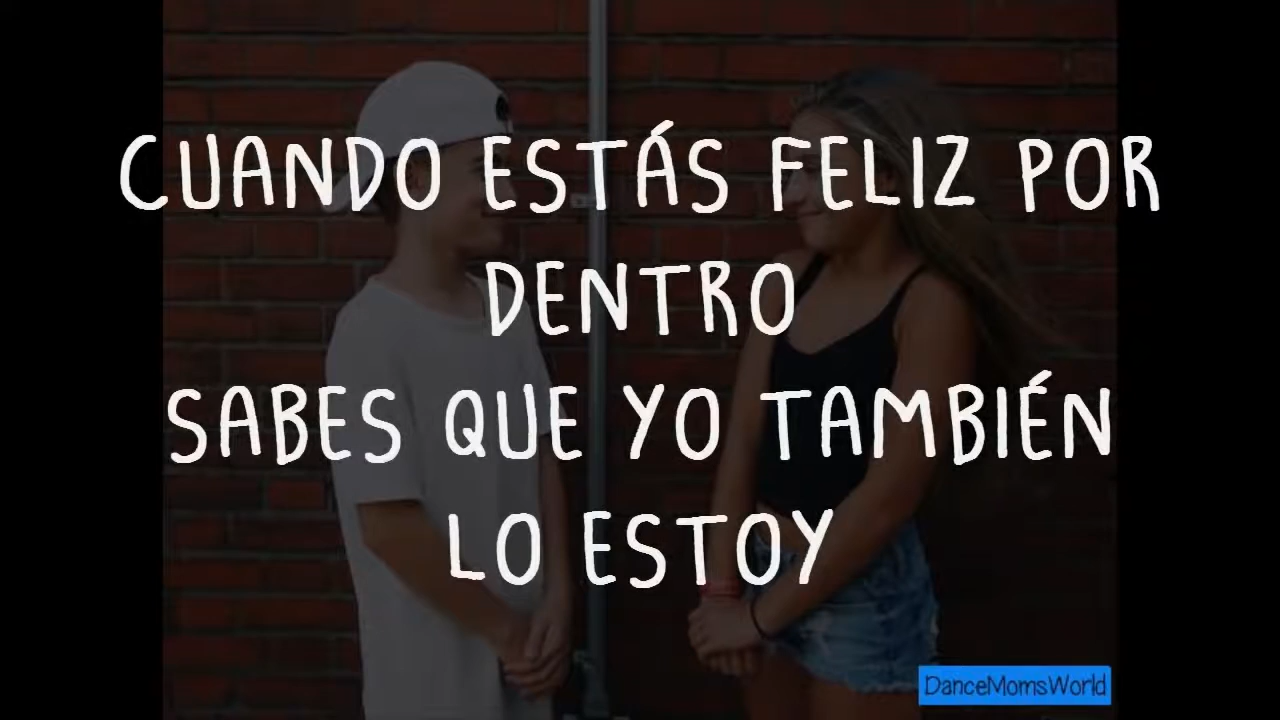 CUANDO ESTÁS FELIZ POR
DENTRO
SABES QUE YO TAMBIÉN
LO ESTOY
DanceMomsWorld